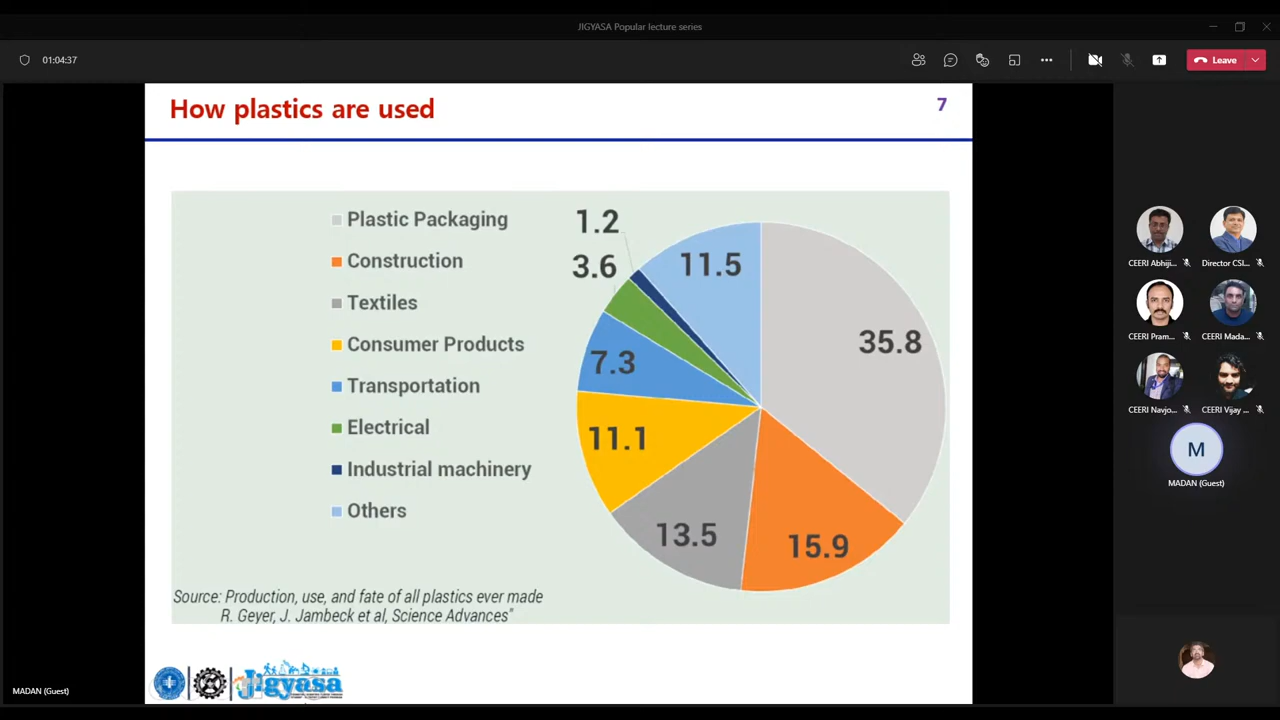 JIGYASA Popular lecture series
01:04:37
Leave
How plastics are used
7
Plastic Packaging
Construction
Textiles
Consumer Products
Transportation
Electrical
Industrial machinery
Others
1.2
3.6
11.5
35.8
7.3
11.1
13.5
15.9
Source: Production, use, and fate of all plastics ever made
R. Geyer, J. Jambeck et al, Science Advances"
Jigyasa
CEERI Abhiji...
Director CSI...
CEERI Pram...
CEERI Mada...
CEERI Navjo...
CEERI Vijay ...
M
MADAN (Guest)
MADAN (Guest)